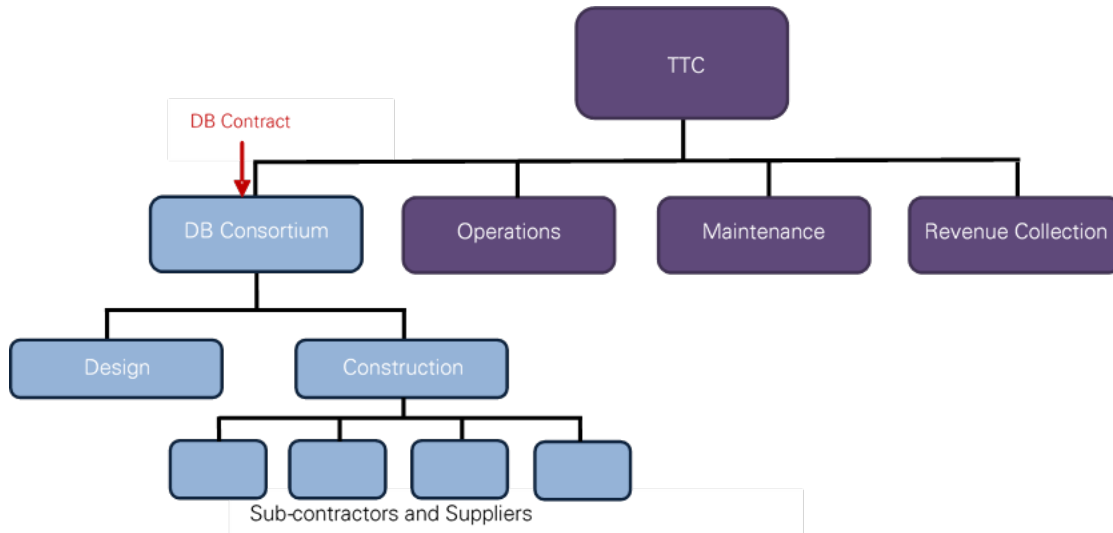 TTC
DB Contract
DB Consortium
Operations
Maintenance
Revenue Collection
Design
Construction
Sub-contractors and Suppliers